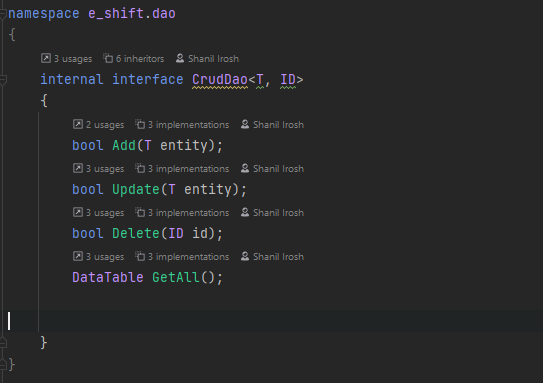 namespace e_shift.dao
{
3 usages 6 inheritors Shanil Irosh
internal interface CrudDao<T, ID>
{
2 usages 3 implementations Shanil Irosh
bool Add(T entity);
3 usages 3 implementations Shanil Irosh
bool Update(T entity);
3 usages 3 implementations Shanil Irosh
bool Delete(ID id);
3 usages 3 implementations Shanil Irosh
DataTable GetAll();
}
}